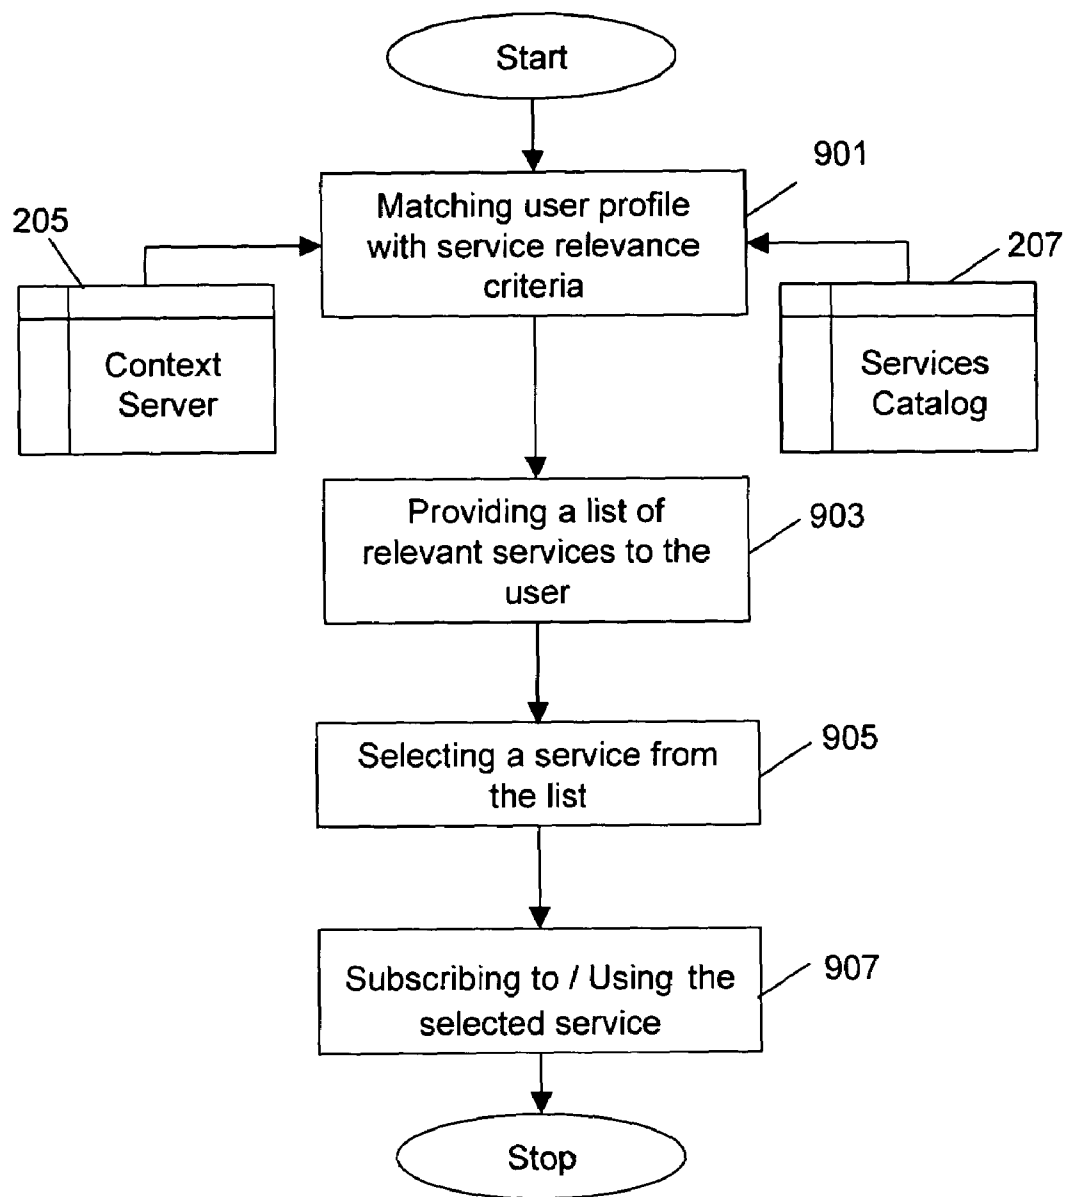 Start
901
Matching user profile
with service relevance
criteria
205
207
Context
Server
Services
Catalog
Providing a list of
relevant services to the
user
903
Selecting a service from
the list
905
Subscribing to / Using the
selected service
907
Stop